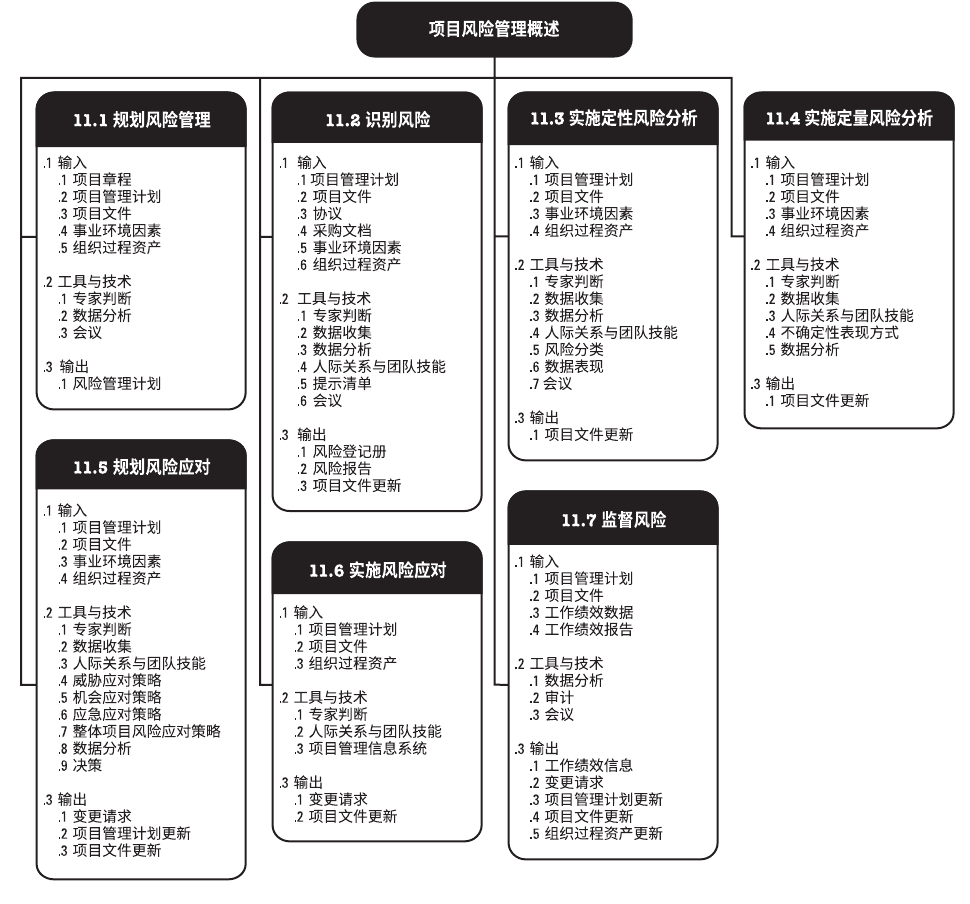 项目风险管理概述
11.1 规划风险管理
.1 输入
.1 项目章程
.2 项目管理计划
.3 项目文件
.4 事业环境因素
.5 组织过程资产
.2 工具与技术
.1 专家判断
.2 数据分析
.3 会议
.3 输出
.1 风险管理计划
11.2 识别风险
.1 输入
.1 项目管理计划
.2 项目文件
.3 协议
.4 采购文档
.5 事业环境因素
.6 组织过程资产
.2 工具与技术
.1 专家判断
.2 数据收集
.3 数据分析
.4 人际关系与团队技能
.5 提示清单
.6 会议
.3 输出
.1 风险登记册
.2 风险报告
.3 项目文件更新
11.3 实施定性风险分析
.1 输入
.1 项目管理计划
.2 项目文件
.3 事业环境因素
.4 组织过程资产
.2 工具与技术
.1 专家判断
.2 数据收集
.3 数据分析
.4 人际关系与团队技能
.5 风险分类
.6 数据表现
.7 会议
.3 输出
.1 项目文件更新
11.4 实施定量风险分析
.1 输入
.1 项目管理计划
.2 项目文件
.3 事业环境因素
.4 组织过程资产
.2 工具与技术
.1 专家判断
.2 数据收集
.3 人际关系与团队技能
.4 不确定性表现方式
.5 数据分析
.3 输出
.1 项目文件更新
11.5 规划风险应对
.1 输入
.1 项目管理计划
.2 项目文件
.3 事业环境因素
.4 组织过程资产
.2 工具与技术
.1 专家判断
.2 数据收集
.3 人际关系与团队技能
.4 威胁应对策略
.5 机会应对策略
.6 应急应对策略
.7 整体项目风险应对策略
.8 数据分析
.9 决策
.3 输出
.1 变更请求
.2 项目管理计划更新
.3 项目文件更新
11.6 实施风险应对
.1 输入
.1 项目管理计划
.2 项目文件
.3 组织过程资产
.2 工具与技术
.1 专家判断
.2 人际关系与团队技能
.3 项目管理信息系统
.3 输出
.1 变更请求
.2 项目文件更新
11.7 监督风险
.1 输入
.1 项目管理计划
.2 项目文件
.3 工作绩效数据
.4 工作绩效报告
.2 工具与技术
.1 数据分析
.2 审计
.3 会议
.3 输出
.1 工作绩效信息
.2 变更请求
.3 项目管理计划更新
.4 项目文件更新
.5 组织过程资产更新